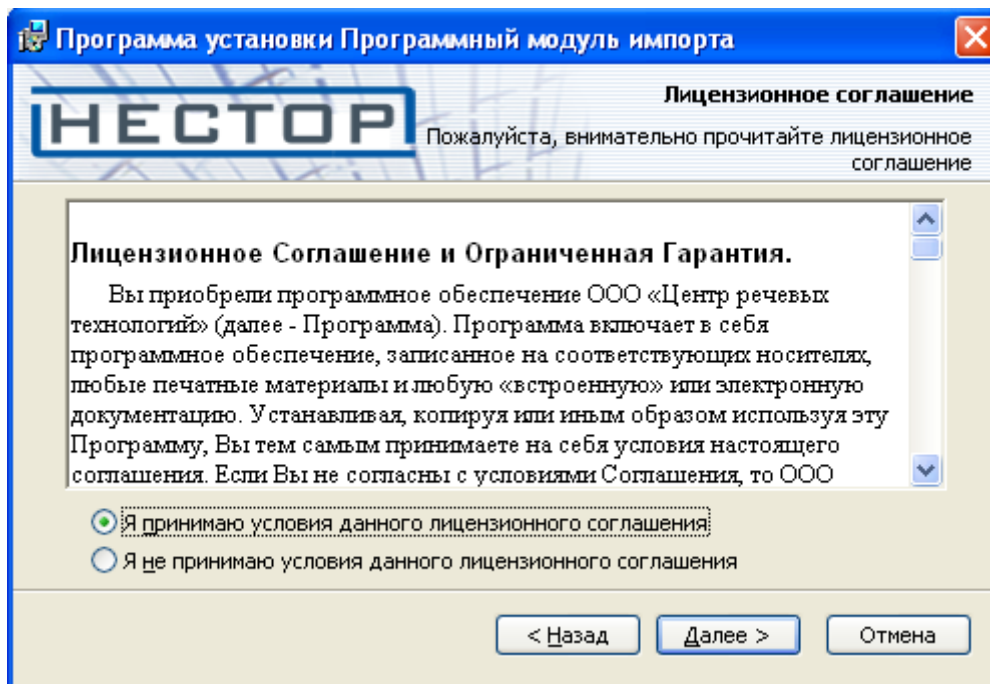 Программа установки Программный модуль импорта
НЕСТОР
Лицензионное соглашение
Пожалуйста, внимательно прочитайте лицензионное
соглашение
Лицензионное Соглашение и Ограниченная Гарантия.
Вы приобрели программное обеспечение ООО «Центр речевых
технологий» (далее - Программа). Программа включает в себя
программное обеспечение, записанное на соответствующих носителях,
любые печатные материалы и любую «встроенную» или электронную
документацию. Устанавливая, копируя или иным образом используя эту
Программу, Вы тем самым принимаете на себя условия настоящего
соглашения. Если Вы не согласны с условиями Соглашения, то ООО
Я принимаю условия данного лицензионного соглашения
Я не принимаю условия данного лицензионного соглашения
< Назад Далее > Отмена